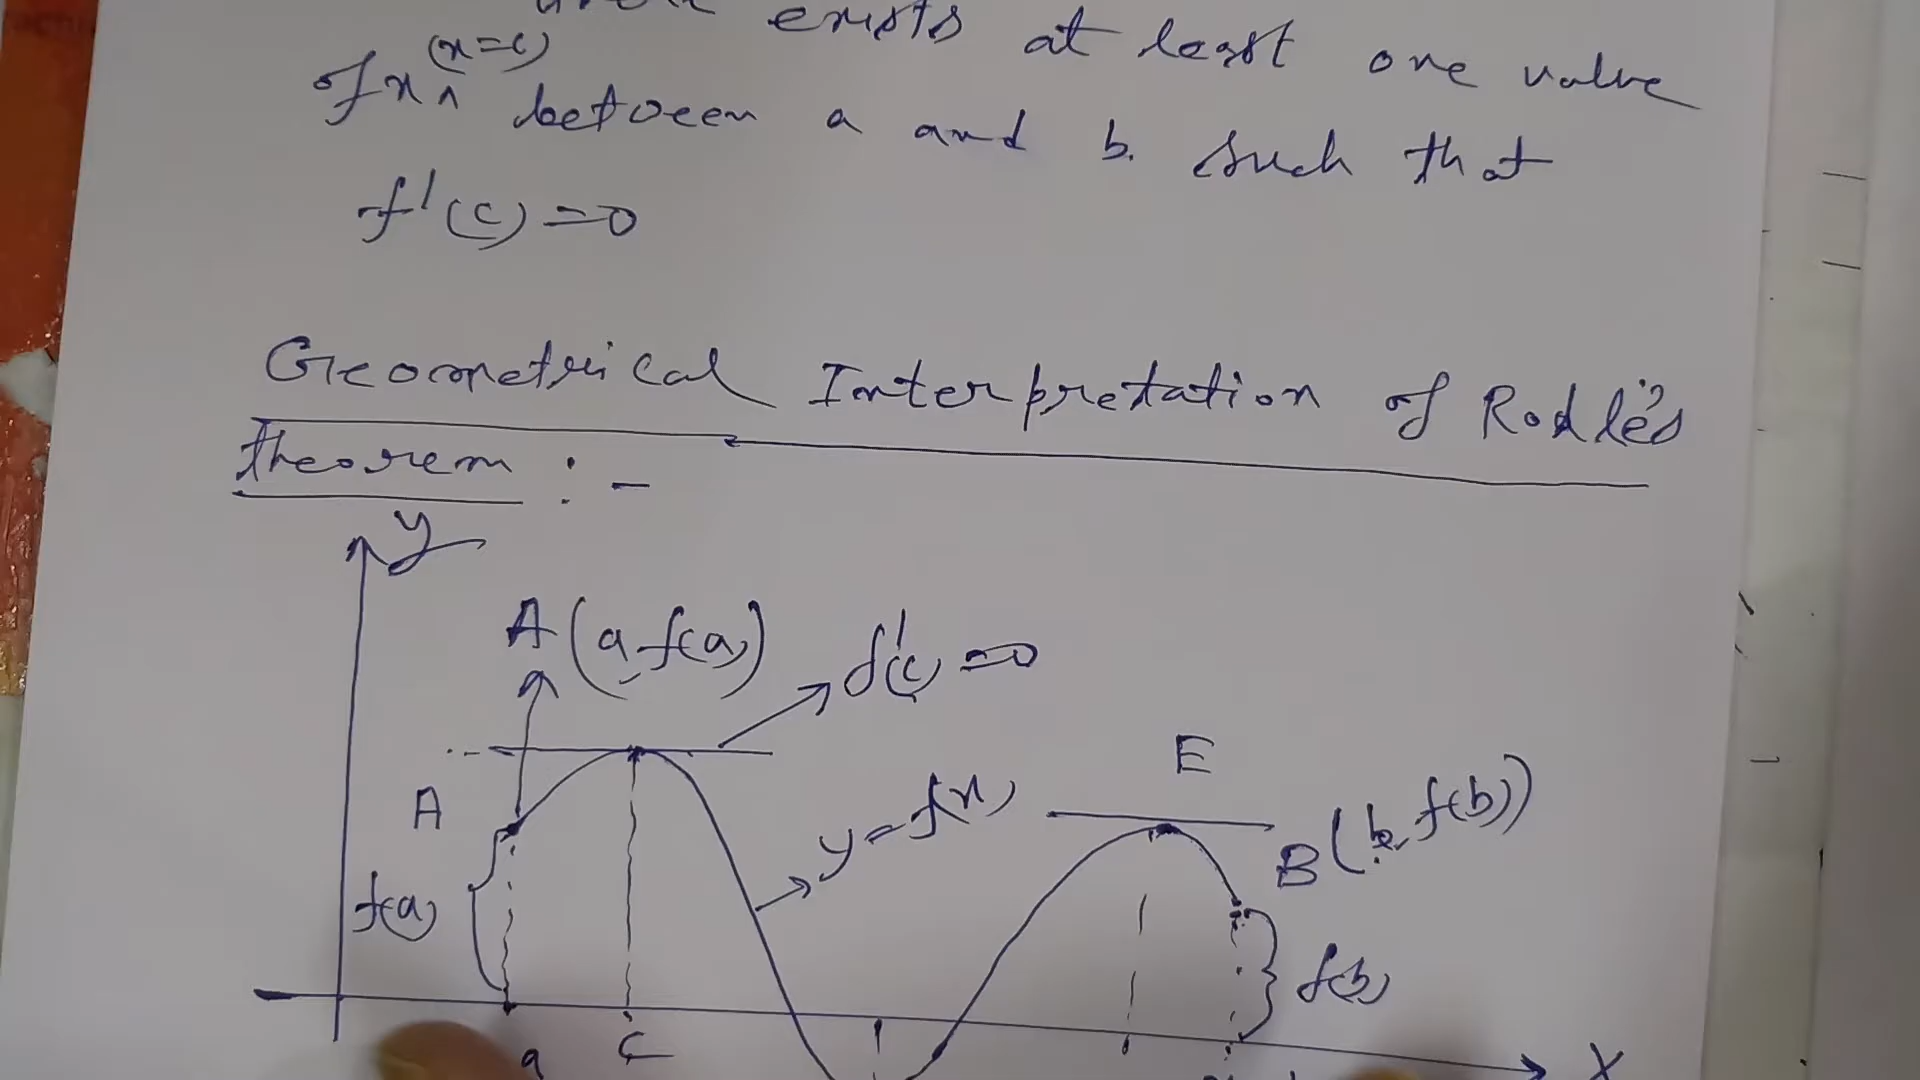 exists at least one value
(x=c)
of x ^ between a and b. such that
f'(c)=0
Geometrical Interpretation of Rolle's
theorem :-
y
A (a, f(a))
f'(c)=0
E
A
y=f(x)
B(b, f(b))
f(a)
f(b)
a
c
X